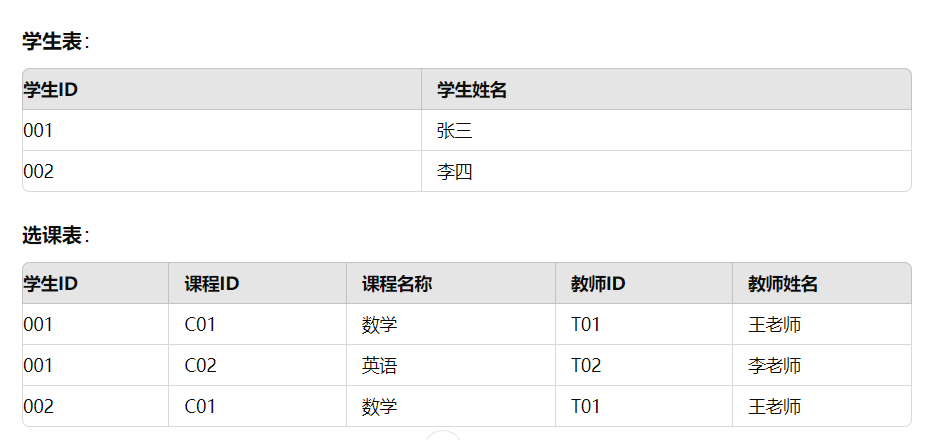 学生表：
学生ID 学生姓名
001 张三
002 李四
选课表：
学生ID 课程ID 课程名称 教师ID 教师姓名
001 C01 数学 T01 王老师
001 C02 英语 T02 李老师
002 C01 数学 T01 王老师